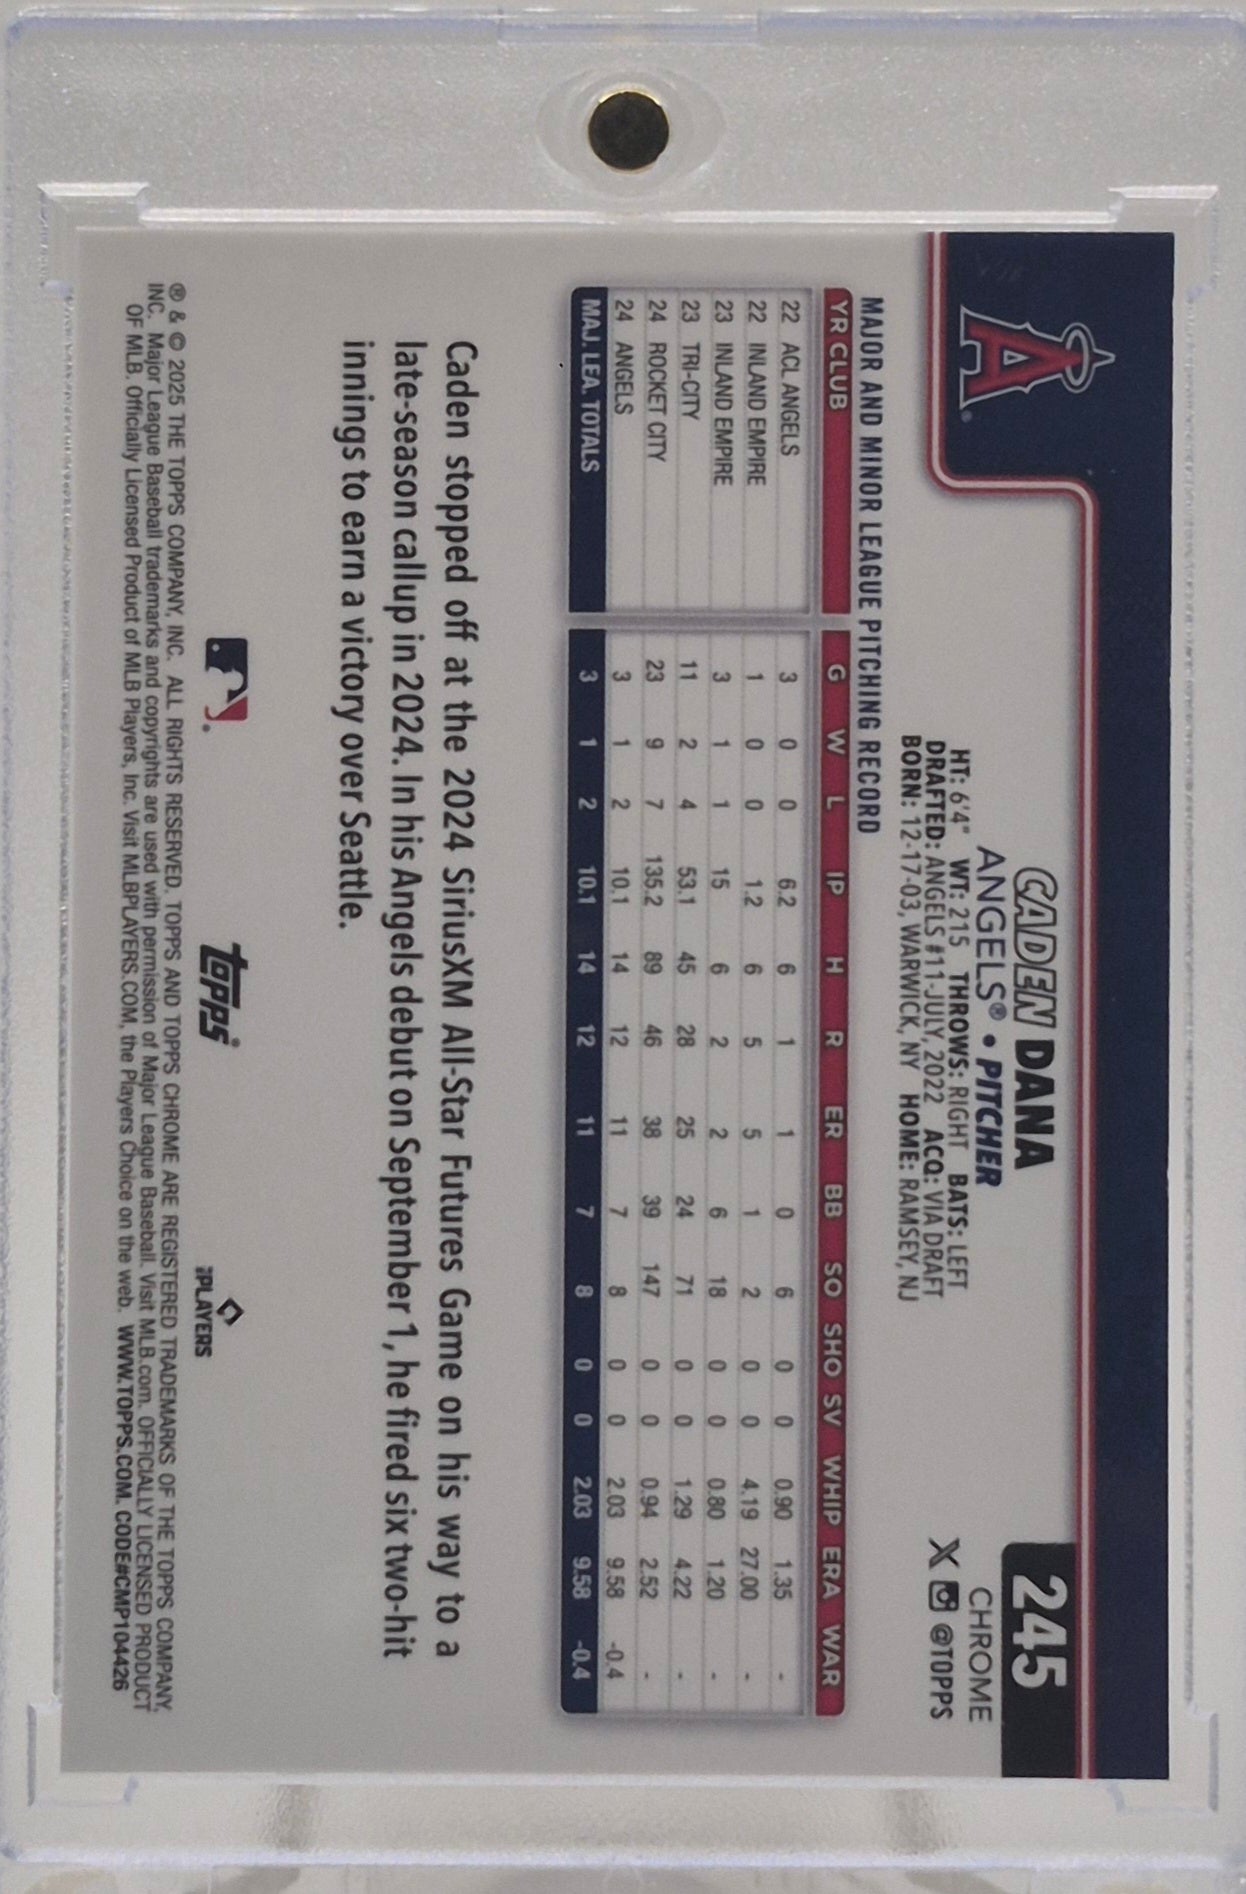 A
245
CADEN DANA
CHROME
ANGELS® • PITCHER
X @TOPPS
HT: 6'4" WT: 215 THROWS: RIGHT BATS: LEFT
DRAFTED: ANGELS #11-JULY, 2022 ACQ: VIA DRAFT
BORN: 12-17-03, WARWICK, NY HOME: RAMSEY, NJ
MAJOR AND MINOR LEAGUE PITCHING RECORD
YR CLUB G W L IP H R ER BB SO SHO SV WHIP ERA WAR
22 ACL ANGELS 3 0 0 6.2 6 1 1 0 6 0 0 0.90 1.35 -
22 INLAND EMPIRE 1 0 0 1.2 6 5 5 1 2 0 0 4.19 27.00 -
23 INLAND EMPIRE 3 1 1 15 6 2 2 6 18 0 0 0.80 1.20 -
23 TRI-CITY 11 2 4 53.1 45 28 25 24 71 0 0 1.29 4.22 -
24 ROCKET CITY 23 9 7 135.2 89 46 38 39 147 0 0 0.94 2.52 -
24 ANGELS 3 1 2 10.1 14 12 11 7 8 0 0 2.03 9.58 -0.4
MAJ. LEA. TOTALS 3 1 2 10.1 14 12 11 7 8 0 0 2.03 9.58 -0.4
Caden stopped off at the 2024 SiriusXM All-Star Futures Game on his way to a
late-season callup in 2024. In his Angels debut on September 1, he fired six two-hit
innings to earn a victory over Seattle.
topps
PLAYERS
® & © 2025 THE TOPPS COMPANY, INC. ALL RIGHTS RESERVED. TOPPS AND TOPPS CHROME ARE REGISTERED TRADEMARKS OF THE TOPPS COMPANY,
INC. Major League Baseball trademarks and copyrights are used with permission of Major League Baseball. Visit MLB.com. OFFICIALLY LICENSED PRODUCT
OF MLB. Officially Licensed Product of MLB Players, Inc. Visit MLBPLAYERS.COM, the Players Choice on the web. WWW.TOPPS.COM. CODE#CMP104426